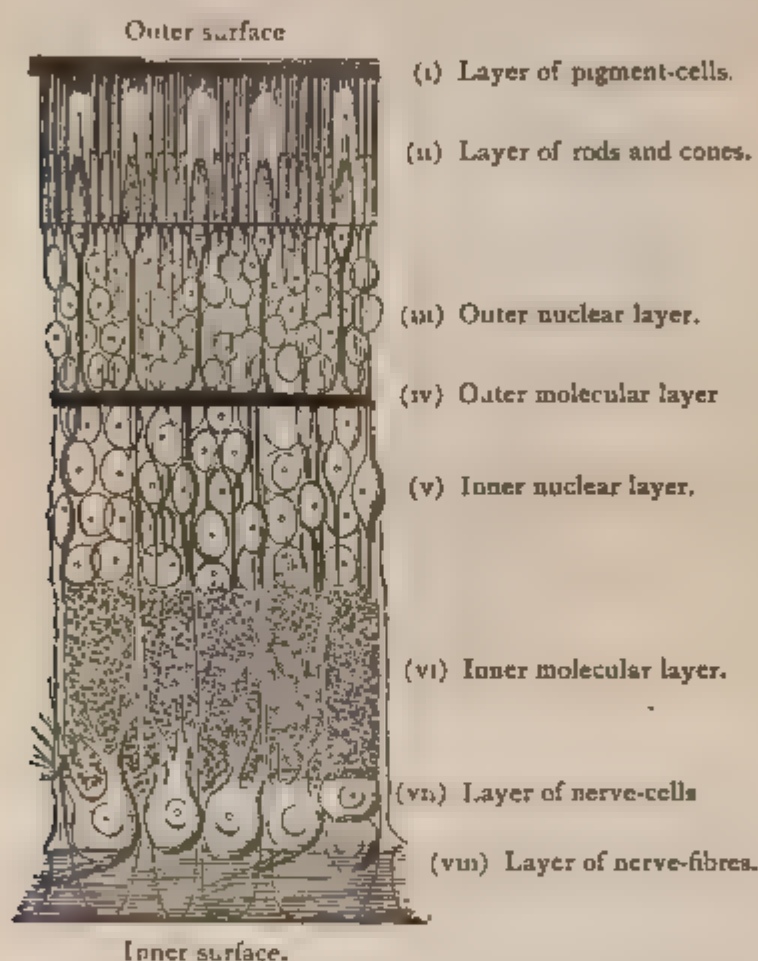 Outer surface
(i) Layer of pigment-cells.
(ii) Layer of rods and cones.
(iii) Outer nuclear layer.
(iv) Outer molecular layer
(v) Inner nuclear layer.
(vi) Inner molecular layer.
(vii) Layer of nerve-cells
(viii) Layer of nerve-fibres.
Inner surface.